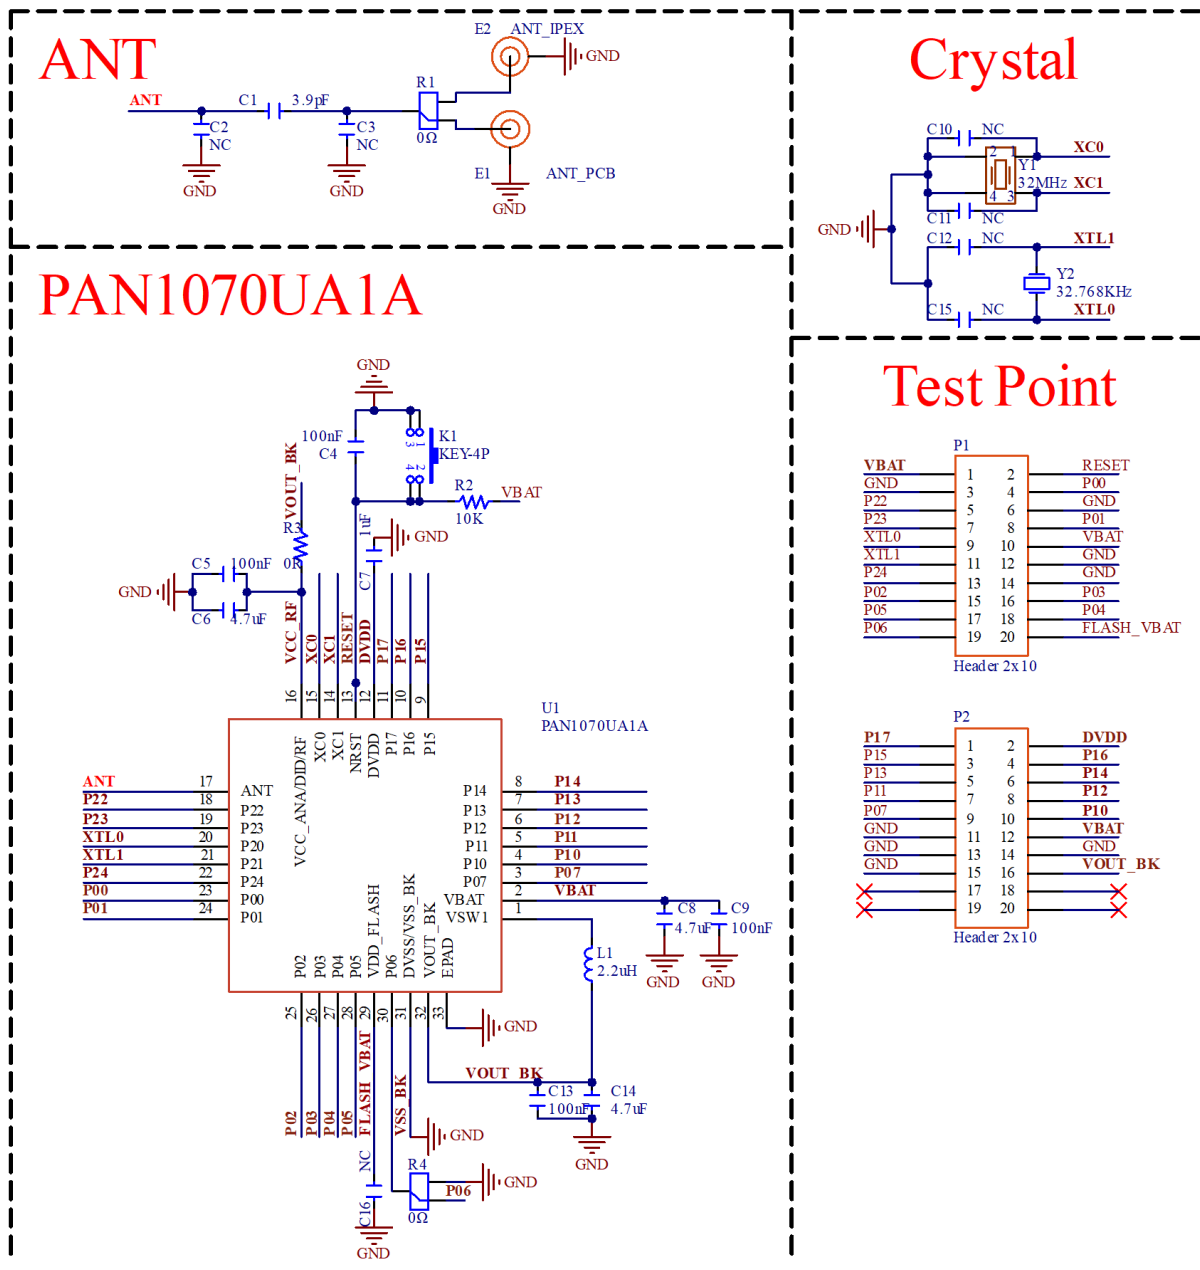 ANT
E2 ANT_IPEX
GND
R1
ANT
C1 3.9pF
C2
NC
C3
NC
0Ω
GND
GND
E1 ANT_PCB
GND
Crystal
C10 NC
2 1
XC0
Y1
32MHz
XC1
4 3
C11 NC
GND
C12 NC
XTL1
Y2
32.768KHz
C15 NC
XTL0
PAN1070UA1A
GND
100nF
C4
K1
KEY-4P
3 1
4 2
VOUT_BK
R2
10K
VBAT
R3
0R
1uF
C7
GND
C5 100nF
GND
C6 4.7uF
VCC_RF
XC0
XC1
RESET
DVDD
P17
P16
P15
16
15
14
13
12
11
10
9
U1
PAN1070UA1A
VCC_ANA/DID/RF
XC0
XC1
NRST
DVDD
P17
P16
P15
ANT 17 ANT
P22 18 P22
P23 19 P23
XTL0 20 P20
XTL1 21 P21
P24 22 P24
P00 23 P00
P01 24 P01
P14 8 P14
P13 7 P13
P12 6 P12
P11 5 P11
P10 4 P10
P07 3 P07
VBAT 2 VBAT
VSW1 1
P02
P03
P04
P05
VDD_FLASH
P06
DVSS/VSS_BK
VOUT_BK
EPAD
25
26
27
28
29
30
31
32
33
C8
4.7uF
C9
100nF
GND
GND
L1
2.2uH
GND
VOUT_BK
C13
100nF
C14
4.7uF
GND
P02
P03
P04
P05
FLASH_VBAT
VSS_BK
GND
NC
C16
R4
0Ω
GND
P06
GND
Test Point
P1
VBAT 1 2 RESET
GND 3 4 P00
P22 5 6 GND
P23 7 8 P01
XTL0 9 10 VBAT
XTL1 11 12 GND
P24 13 14 GND
P02 15 16 P03
P05 17 18 P04
P06 19 20 FLASH_VBAT
Header 2x10
P2
P17 1 2 DVDD
P15 3 4 P16
P13 5 6 P14
P11 7 8 P12
P07 9 10 P10
GND 11 12 VBAT
GND 13 14 GND
GND 15 16 VOUT_BK
17 18
19 20
Header 2x10